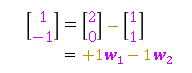 [1 -1] = [2 0] − [1 1]
= +1w₁ − 1w₂